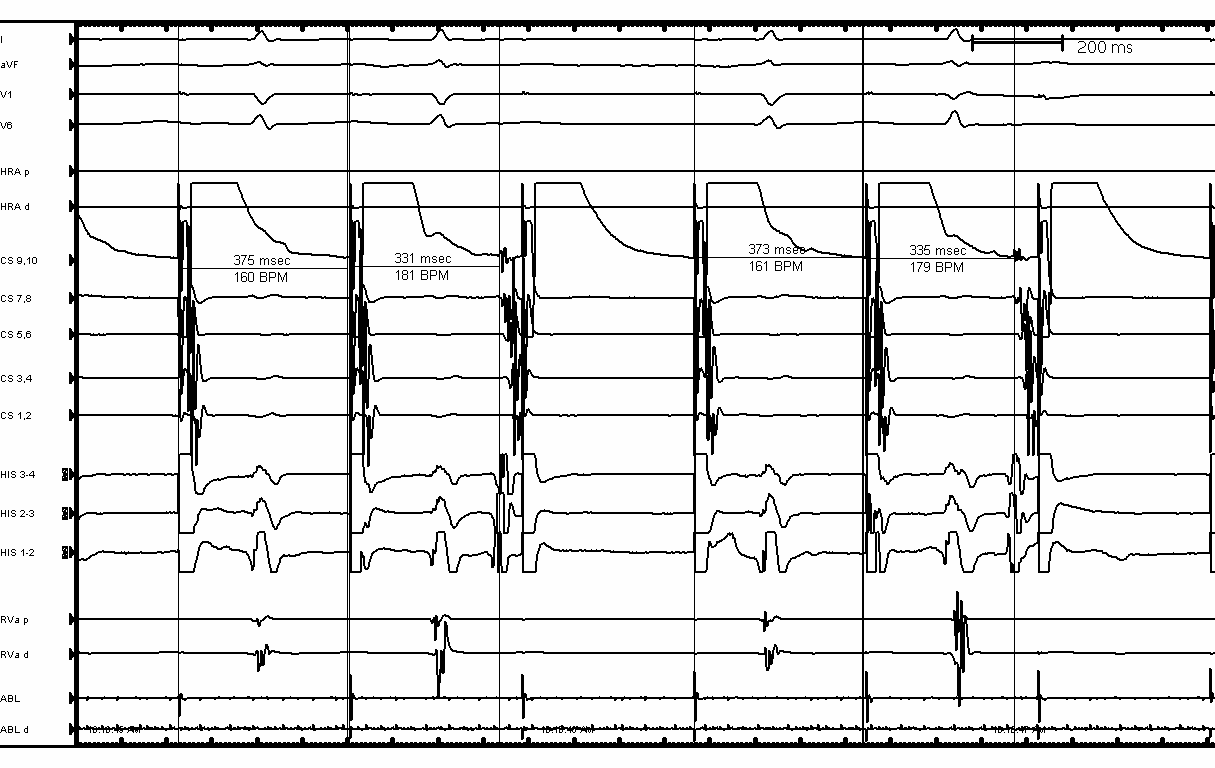 I
200 ms
aVF
V1
V6
HRA p
HRA d
CS 9,10
375 msec
160 BPM
331 msec
181 BPM
373 msec
161 BPM
335 msec
179 BPM
CS 7,8
CS 5,6
CS 3,4
CS 1,2
HIS 3-4
HIS 2-3
HIS 1-2
RVa p
RVa d
ABL
ABL d